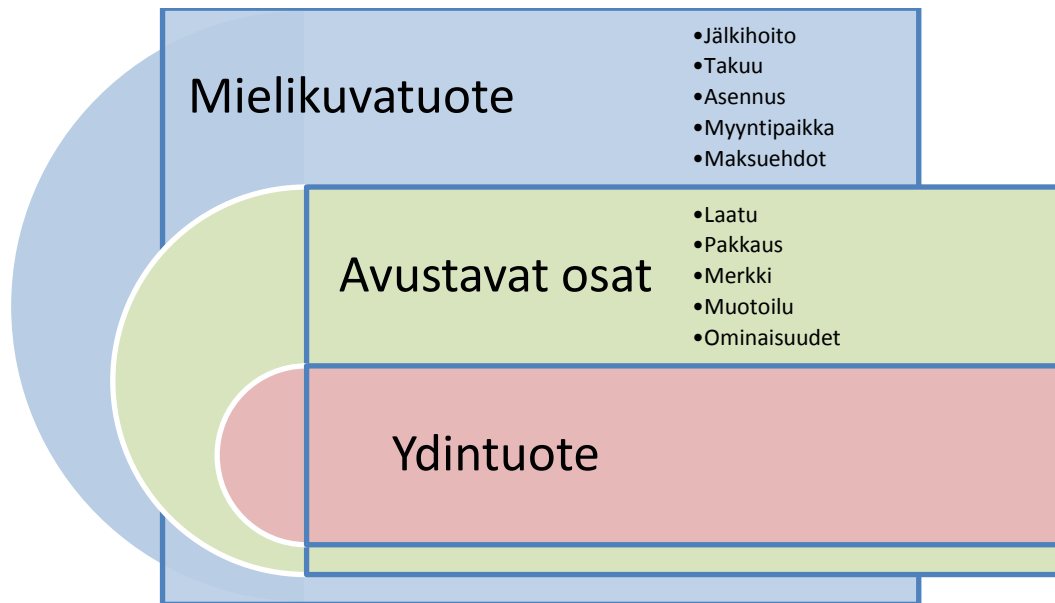 Mielikuvatuote
•Jälkihoito
•Takuu
•Asennus
•Myyntipaikka
•Maksuehdot
Avustavat osat
•Laatu
•Pakkaus
•Merkki
•Muotoilu
•Ominaisuudet
Ydintuote